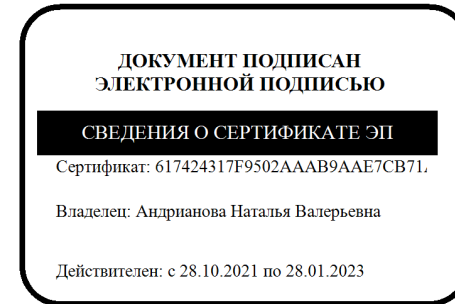 ДОКУМЕНТ ПОДПИСАН
ЭЛЕКТРОННОЙ ПОДПИСЬЮ
СВЕДЕНИЯ О СЕРТИФИКАТЕ ЭП
Сертификат: 617424317F9502AAAB9AAE7CB71
Владелец: Андрианова Наталья Валерьевна
Действителен: с 28.10.2021 по 28.01.2023